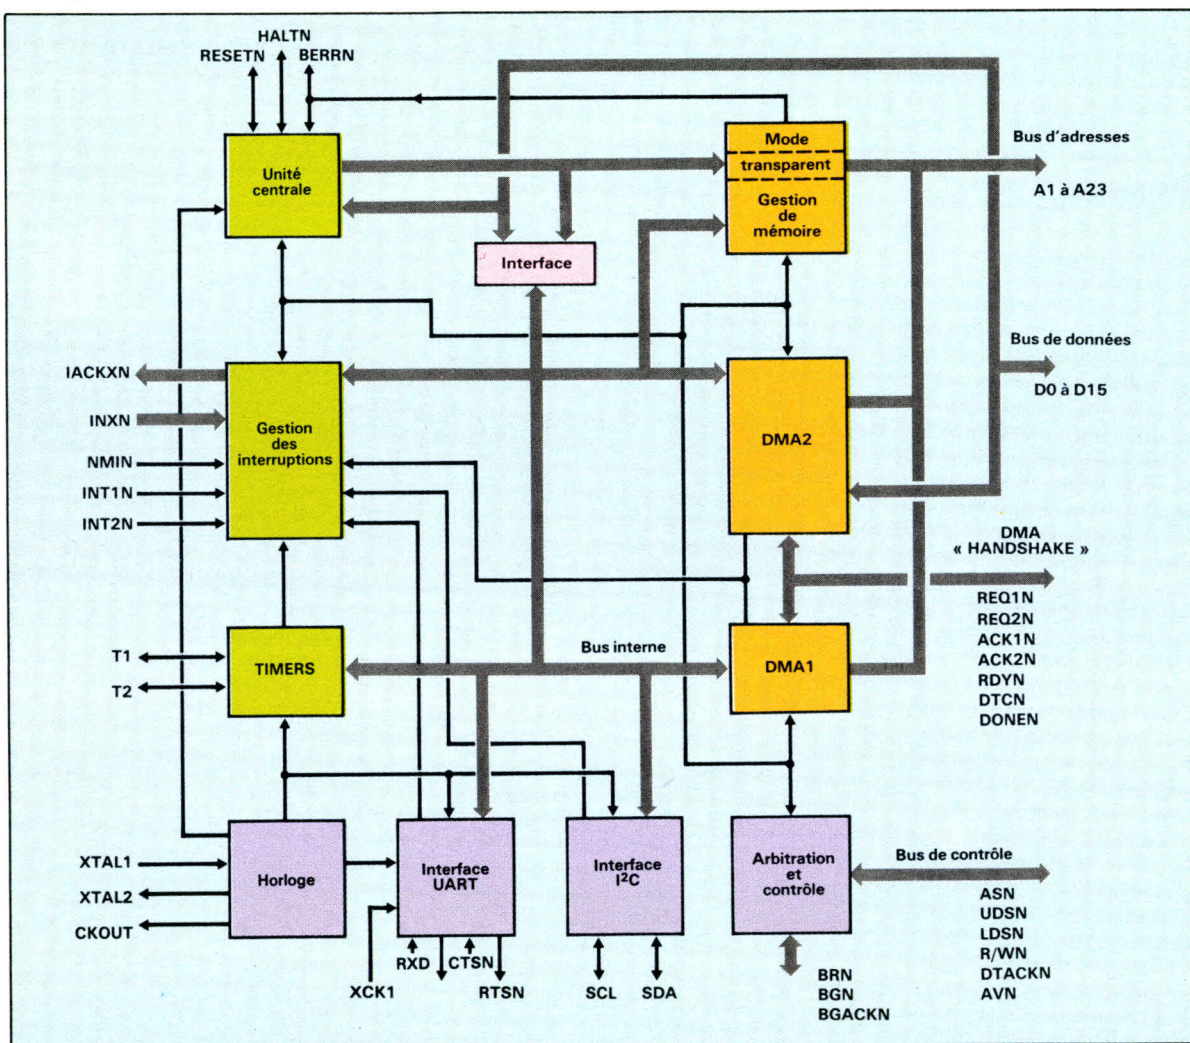 HALTN
RESETN
BERRN
Unité
centrale
Mode
transparent
Gestion
de
mémoire
Bus d'adresses
A1 à A23
Interface
Bus de données
D0 à D15
IACKXN
INXN
NMIN
INT1N
INT2N
Gestion
des
interruptions
DMA2
DMA
« HANDSHAKE »
REQ1N
REQ2N
ACK1N
ACK2N
RDYN
DTCN
DONEN
T1
T2
TIMERS
Bus interne
DMA1
XTAL1
XTAL2
CKOUT
Horloge
Interface
UART
Interface
I²C
Arbitration
et
contrôle
Bus de contrôle
ASN
UDSN
LDSN
R/WN
DTACKN
AVN
XCK1
RXD
CTSN
RTSN
SCL
SDA
BRN
BGN
BGACKN